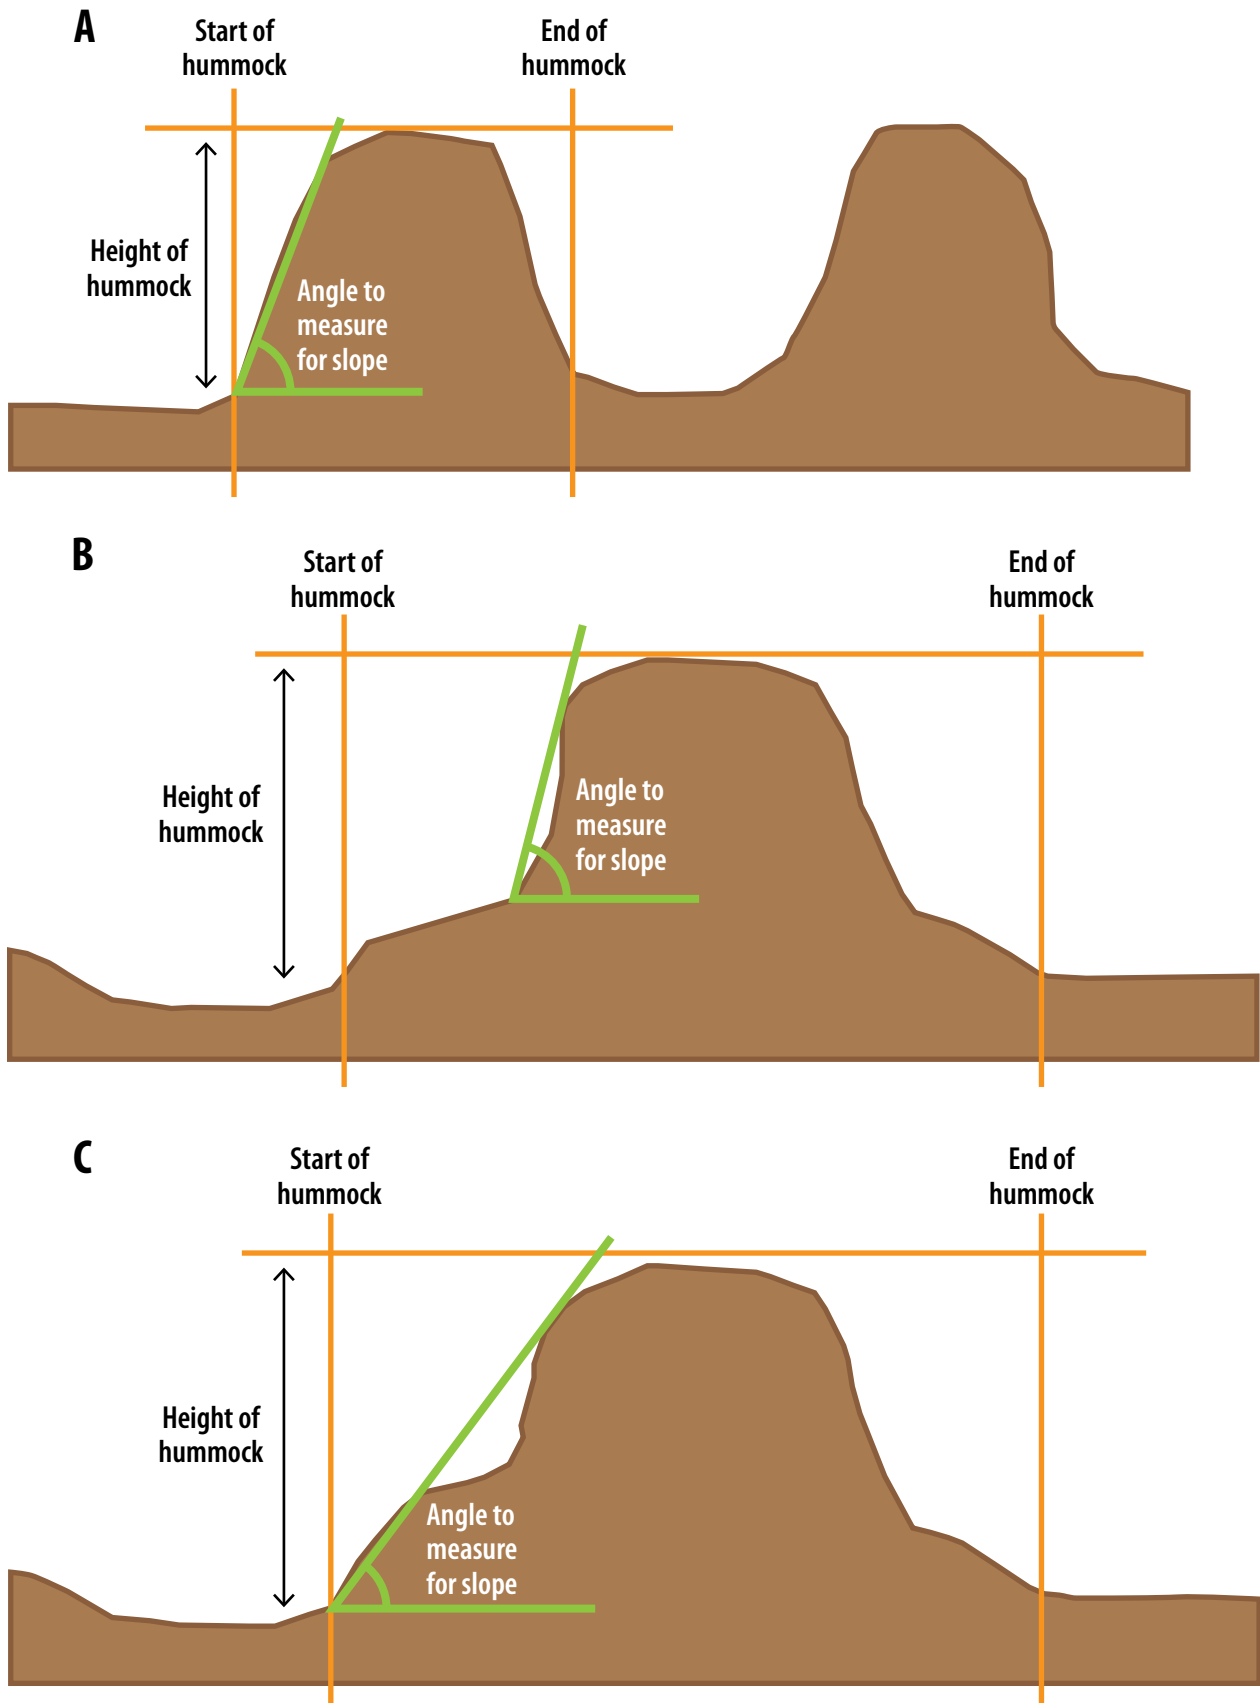 A
Start of
hummock
End of
hummock
Height of
hummock
Angle to
measure
for slope
B
Start of
hummock
End of
hummock
Height of
hummock
Angle to
measure
for slope
C
Start of
hummock
End of
hummock
Height of
hummock
Angle to
measure
for slope